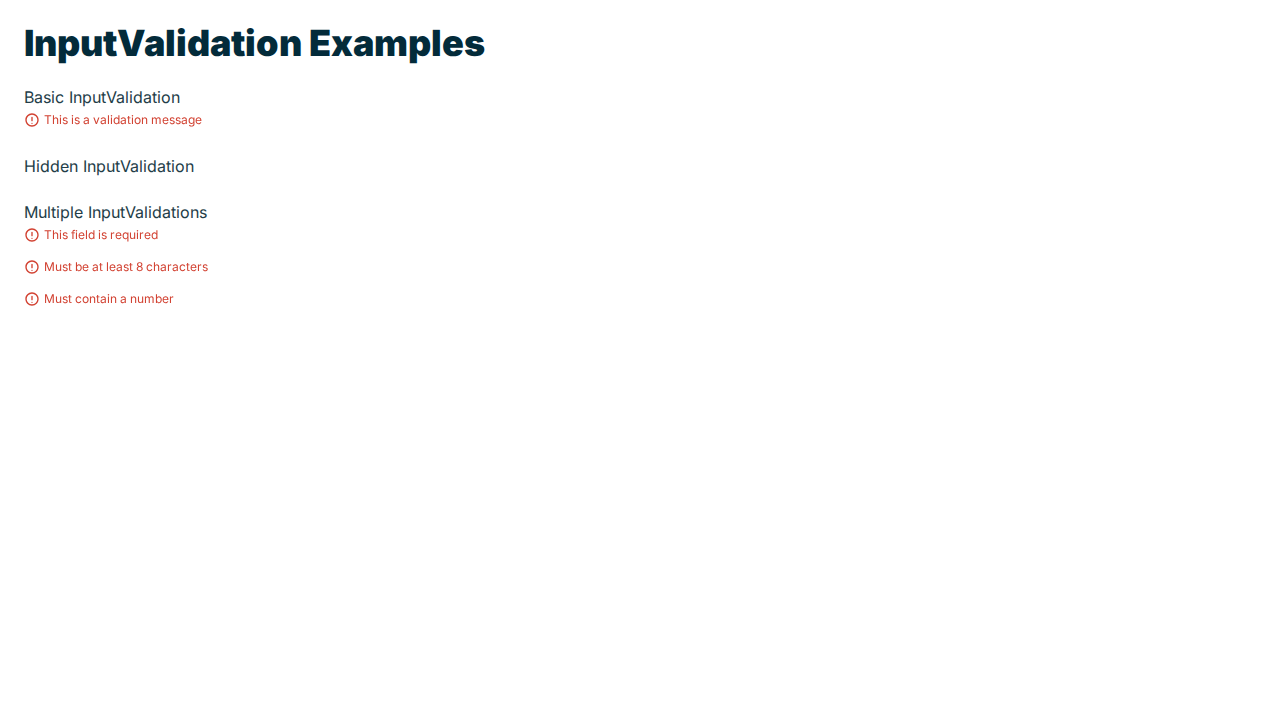 InputValidation Examples
Basic InputValidation
This is a validation message
Hidden InputValidation
Multiple InputValidations
This field is required
Must be at least 8 characters
Must contain a number